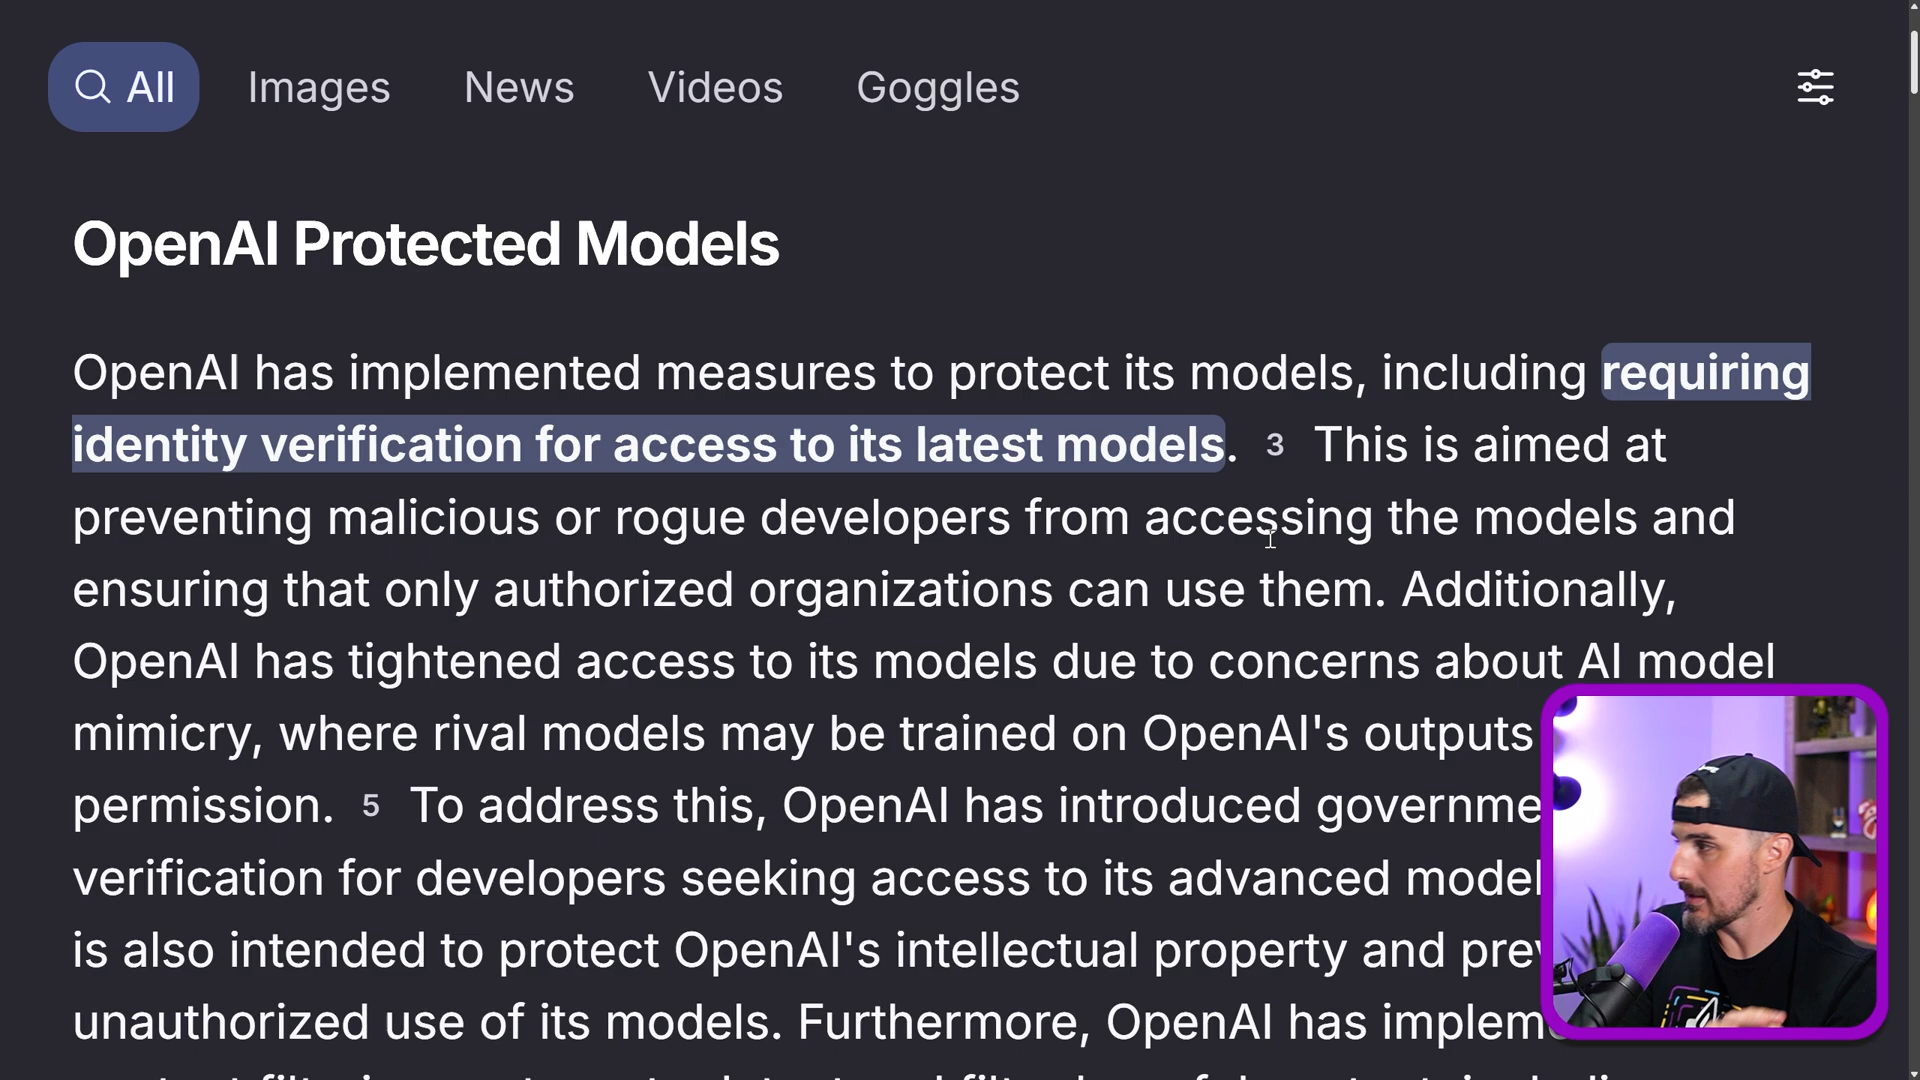 All Images News Videos Goggles
OpenAI Protected Models
OpenAI has implemented measures to protect its models, including requiring
identity verification for access to its latest models. 3 This is aimed at
preventing malicious or rogue developers from accessing the models and
ensuring that only authorized organizations can use them. Additionally,
OpenAI has tightened access to its models due to concerns about AI model
mimicry, where rival models may be trained on OpenAI's outputs
permission. 5 To address this, OpenAI has introduced
verification for developers seeking access to its advanced
is also intended to protect OpenAI's intellectual property and
unauthorized use of its models. Furthermore, OpenAI has